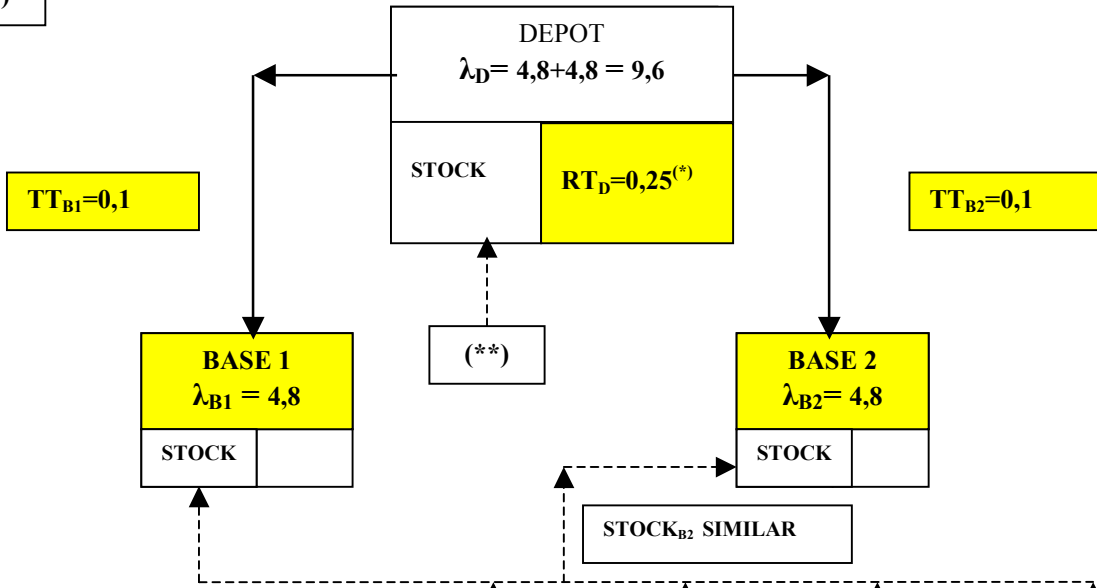 )
DEPOT
λD= 4,8+4,8 = 9,6
STOCK
RTD=0,25(*)
TTB1=0,1
TTB2=0,1
(**)
BASE 1
λB1 = 4,8
STOCK
BASE 2
λB2= 4,8
STOCK
STOCKB2 SIMILAR